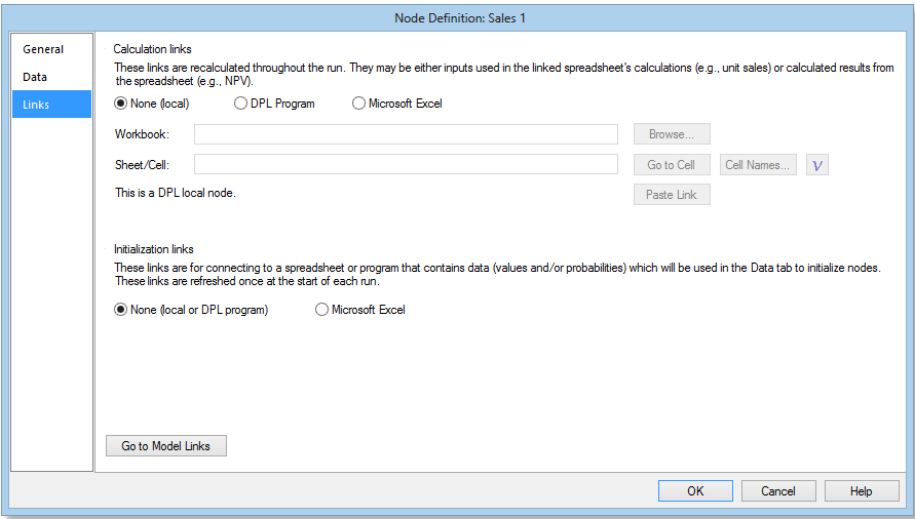 Node Definition: Sales 1
General
Data
Links
Calculation links
These links are recalculated throughout the run. They may be either inputs used in the linked spreadsheet's calculations (e.g., unit sales) or calculated results from
the spreadsheet (e.g., NPV).
None (local) DPL Program Microsoft Excel
Workbook: Browse...
Sheet/Cell: Go to Cell Cell Names... V
This is a DPL local node. Paste Link
Initialization links
These links are for connecting to a spreadsheet or program that contains data (values and/or probabilities) which will be used in the Data tab to initialize nodes.
These links are refreshed once at the start of each run.
None (local or DPL program) Microsoft Excel
Go to Model Links
OK Cancel Help